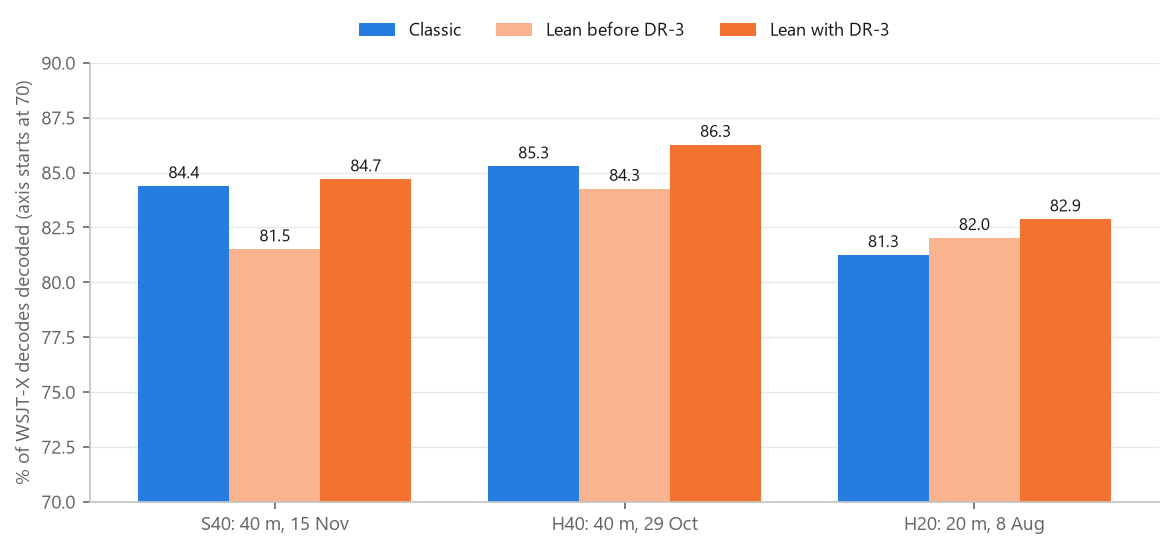 Classic Lean before DR-3 Lean with DR-3
% of WSJT-X decodes decoded (axis starts at 70)
90.0
87.5
85.0
82.5
80.0
77.5
75.0
72.5
70.0
84.4 81.5 84.7
85.3 84.3 86.3
81.3 82.0 82.9
S40: 40 m, 15 Nov H40: 40 m, 29 Oct H20: 20 m, 8 Aug